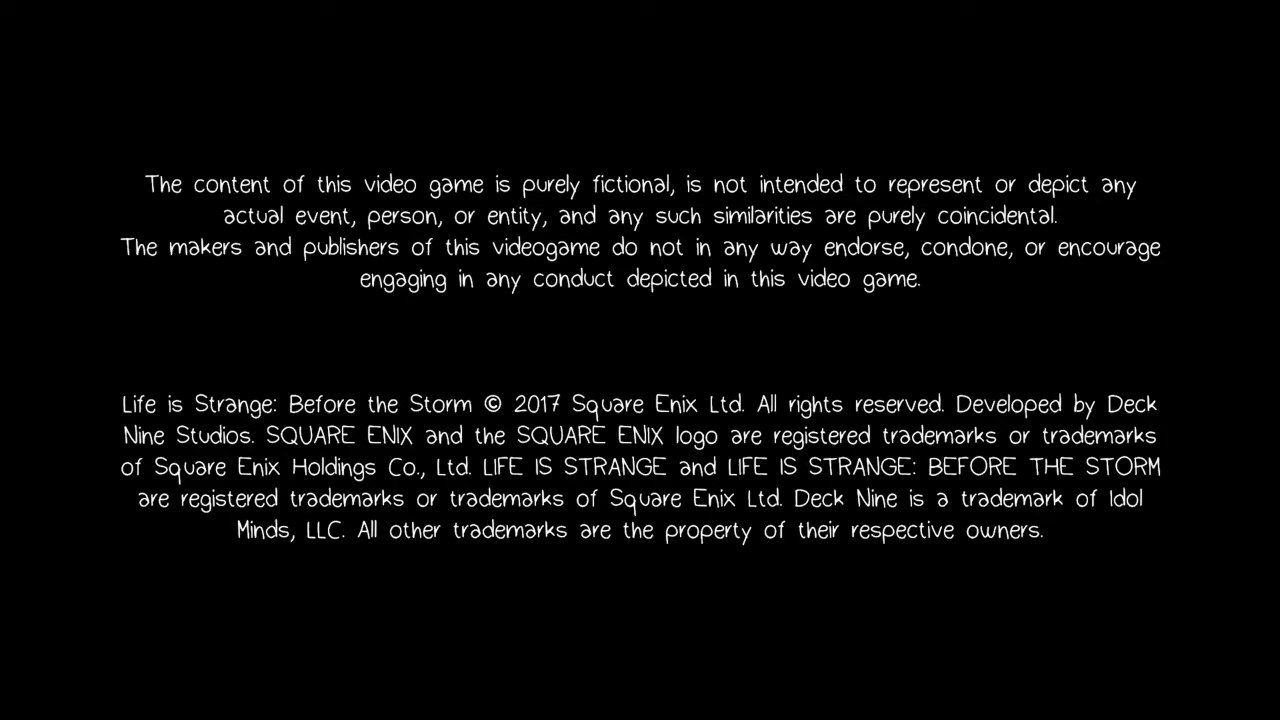 The content of this video game is purely fictional, is not intended to represent or depict any
actual event, person, or entity, and any such similarities are purely coincidental.
The makers and publishers of this videogame do not in any way endorse, condone, or encourage
engaging in any conduct depicted in this video game.
Life is Strange: Before the Storm © 2017 Square Enix Ltd. All rights reserved. Developed by Deck
Nine Studios. SQUARE ENIX and the SQUARE ENIX logo are registered trademarks or trademarks
of Square Enix Holdings Co., Ltd. LIFE IS STRANGE and LIFE IS STRANGE: BEFORE THE STORM
are registered trademarks or trademarks of Square Enix Ltd. Deck Nine is a trademark of Idol
Minds, LLC. All other trademarks are the property of their respective owners.